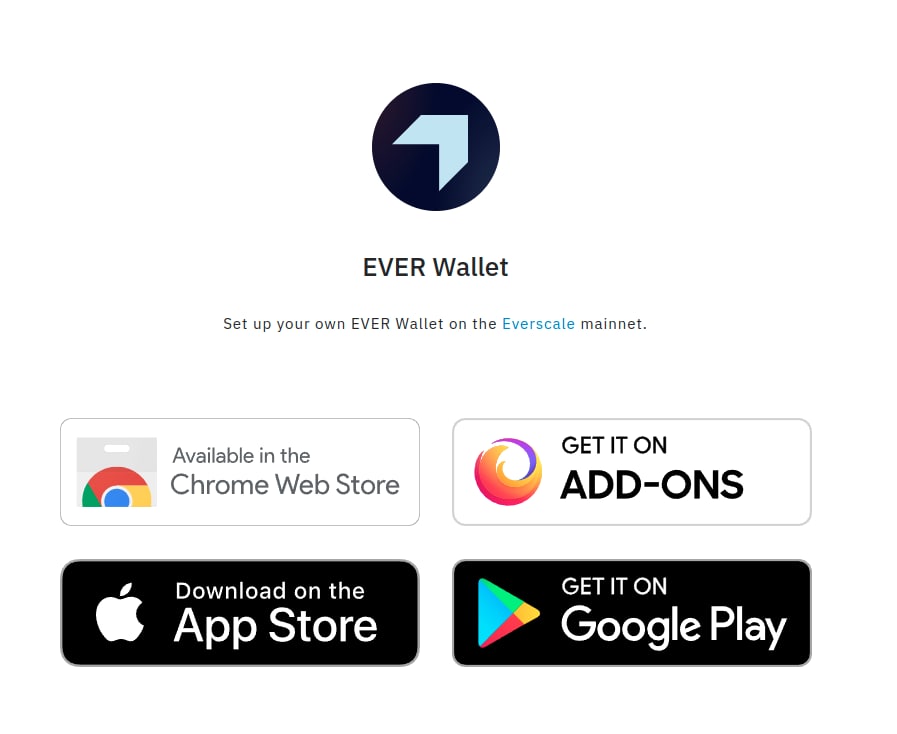 EVER Wallet
Set up your own EVER Wallet on the Everscale mainnet.
Available in the
Chrome Web Store
GET IT ON
ADD-ONS
Download on the
App Store
GET IT ON
Google Play